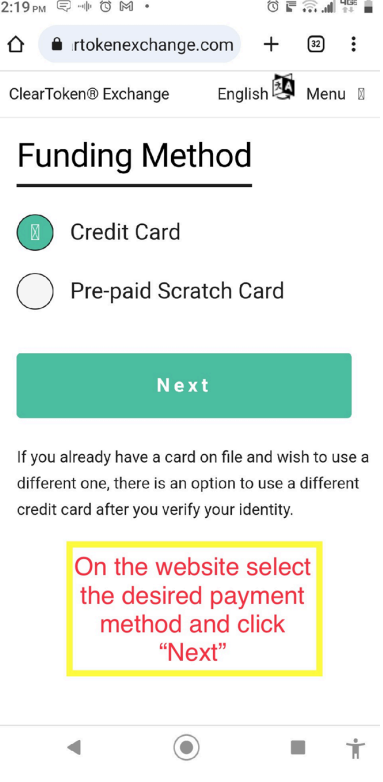 2:19 PM
rtokenexchange.com
32
ClearToken® Exchange English Menu
Funding Method
Credit Card
Pre-paid Scratch Card
Next
If you already have a card on file and wish to use a
different one, there is an option to use a different
credit card after you verify your identity.
On the website select
the desired payment
method and click
“Next”